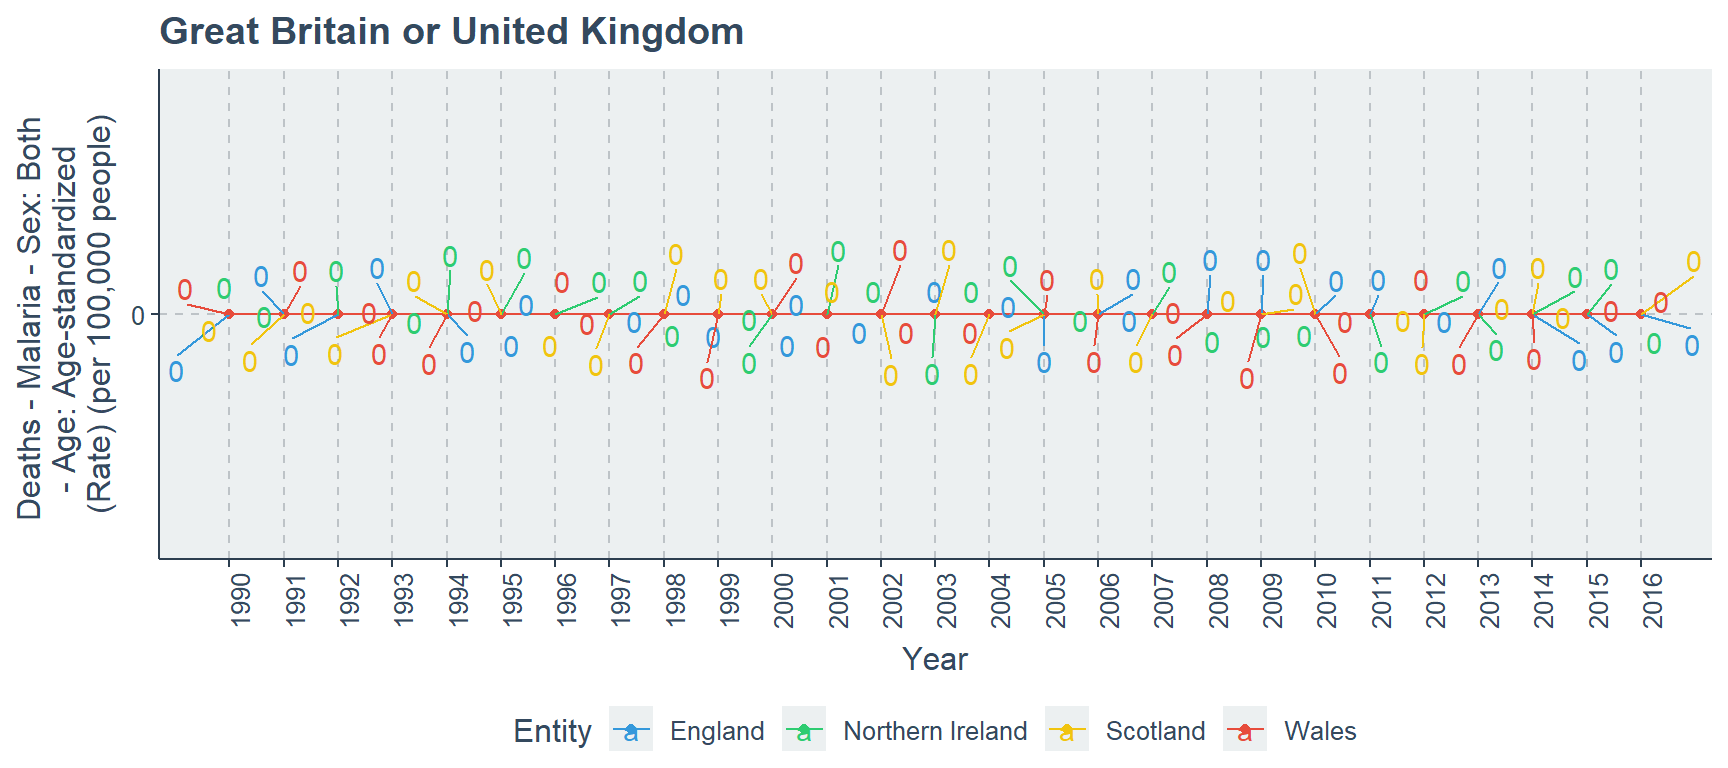 Great Britain or United Kingdom
Deaths - Malaria - Sex: Both
- Age: Age-standardized
(Rate) (per 100,000 people)
0
0 0 0 0 0 0 0 0 0 0 0 0 0 0 0 0 0 0 0 0 0 0 0 0 0 0 0 0 0 0 0 0 0 0 0 0 0 0 0 0 0 0 0 0 0 0 0 0 0 0 0 0 0 0 0 0 0 0 0 0 0 0 0 0 0 0 0 0 0 0 0 0 0 0 0 0 0 0 0 0 0 0 0 0 0 0 0 0 0 0 0 0 0 0 0 0 0 0 0 0 0 0 0 0 0 0 0 0
1990 1991 1992 1993 1994 1995 1996 1997 1998 1999 2000 2001 2002 2003 2004 2005 2006 2007 2008 2009 2010 2011 2012 2013 2014 2015 2016
Year
Entity a England a Northern Ireland a Scotland a Wales